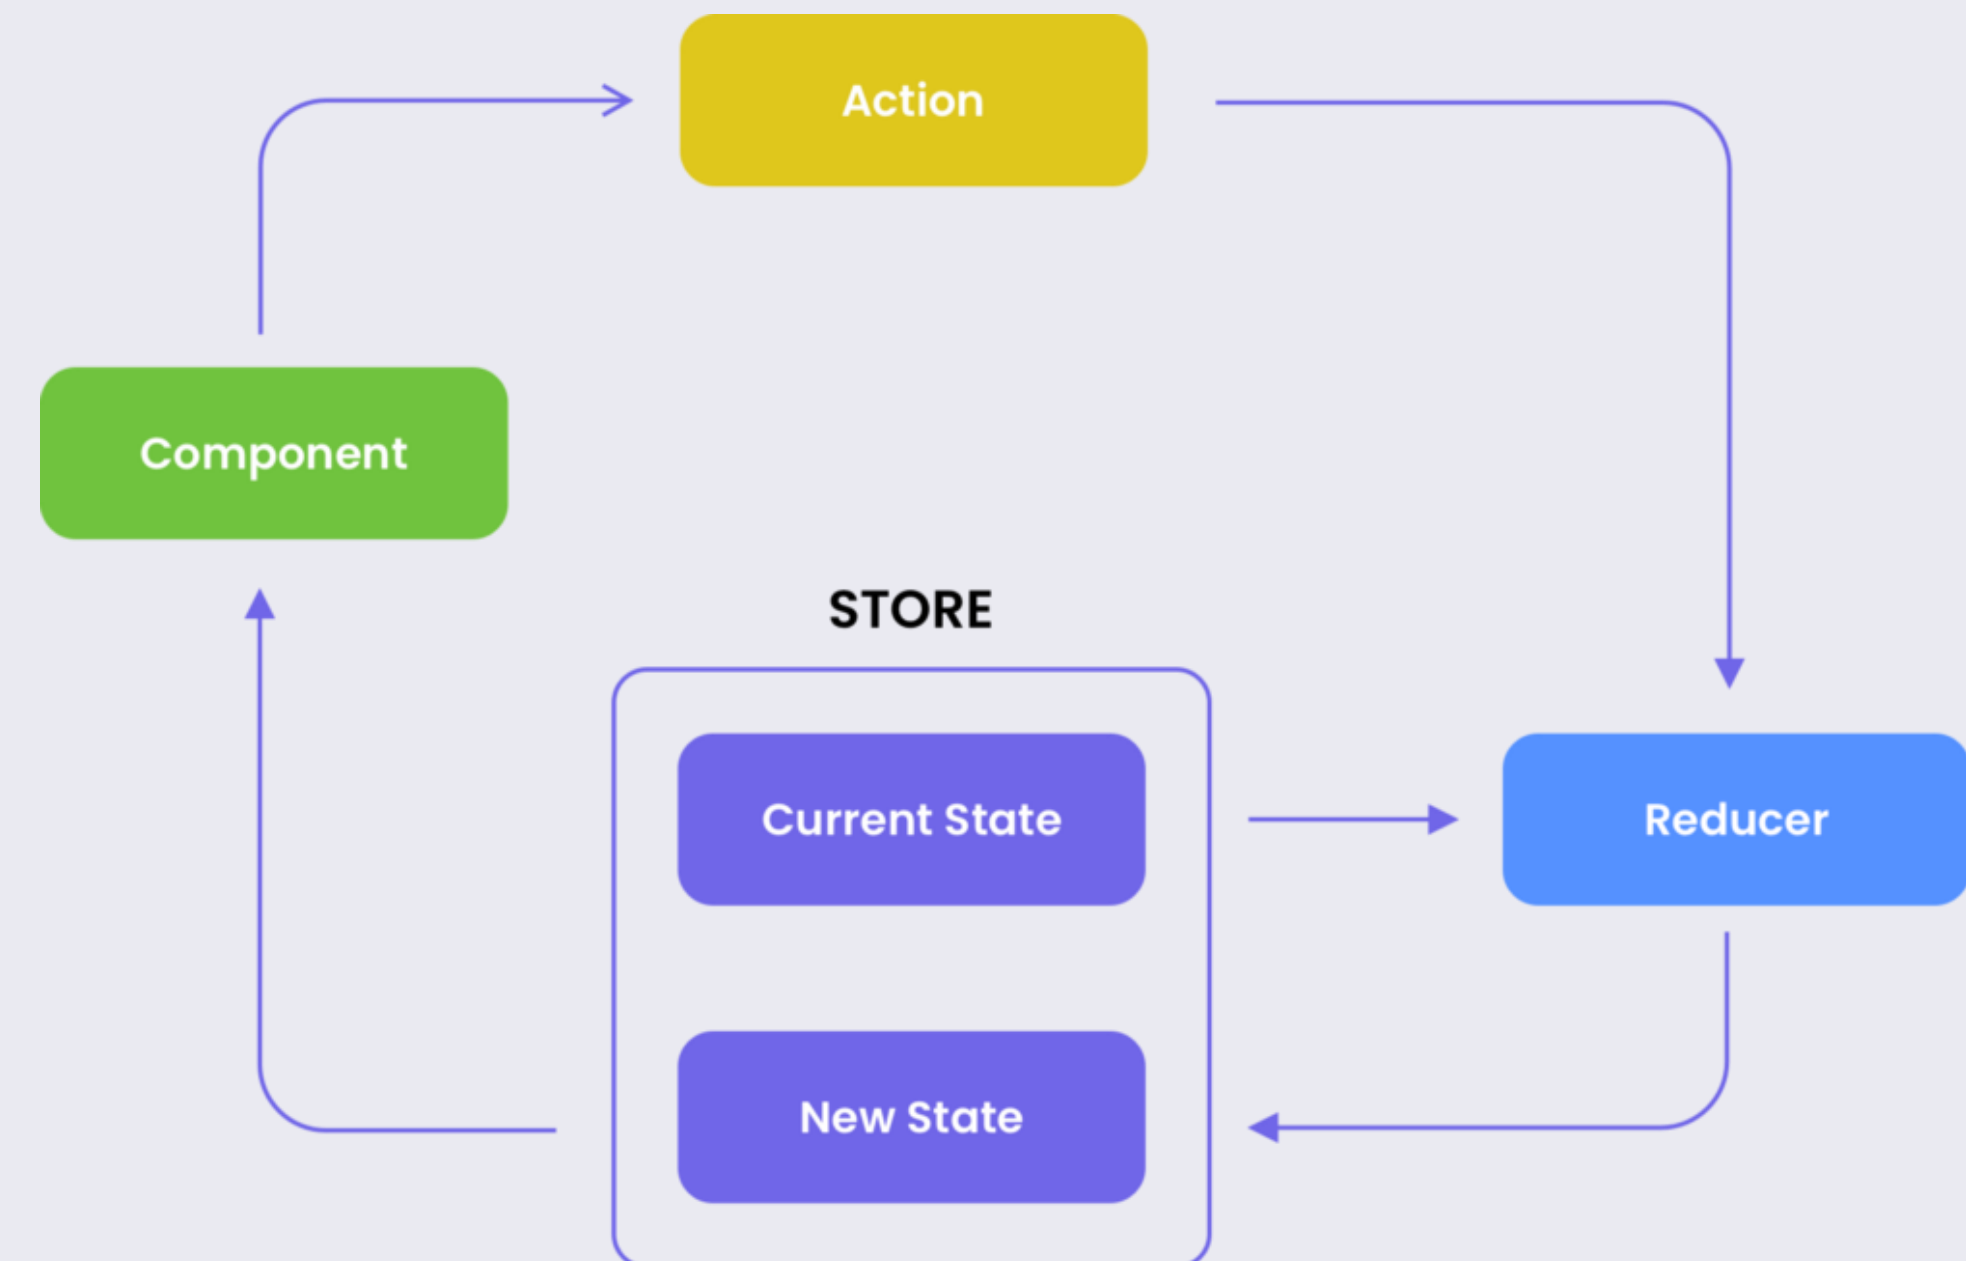 Action
Component
STORE
Current State
Reducer
New State